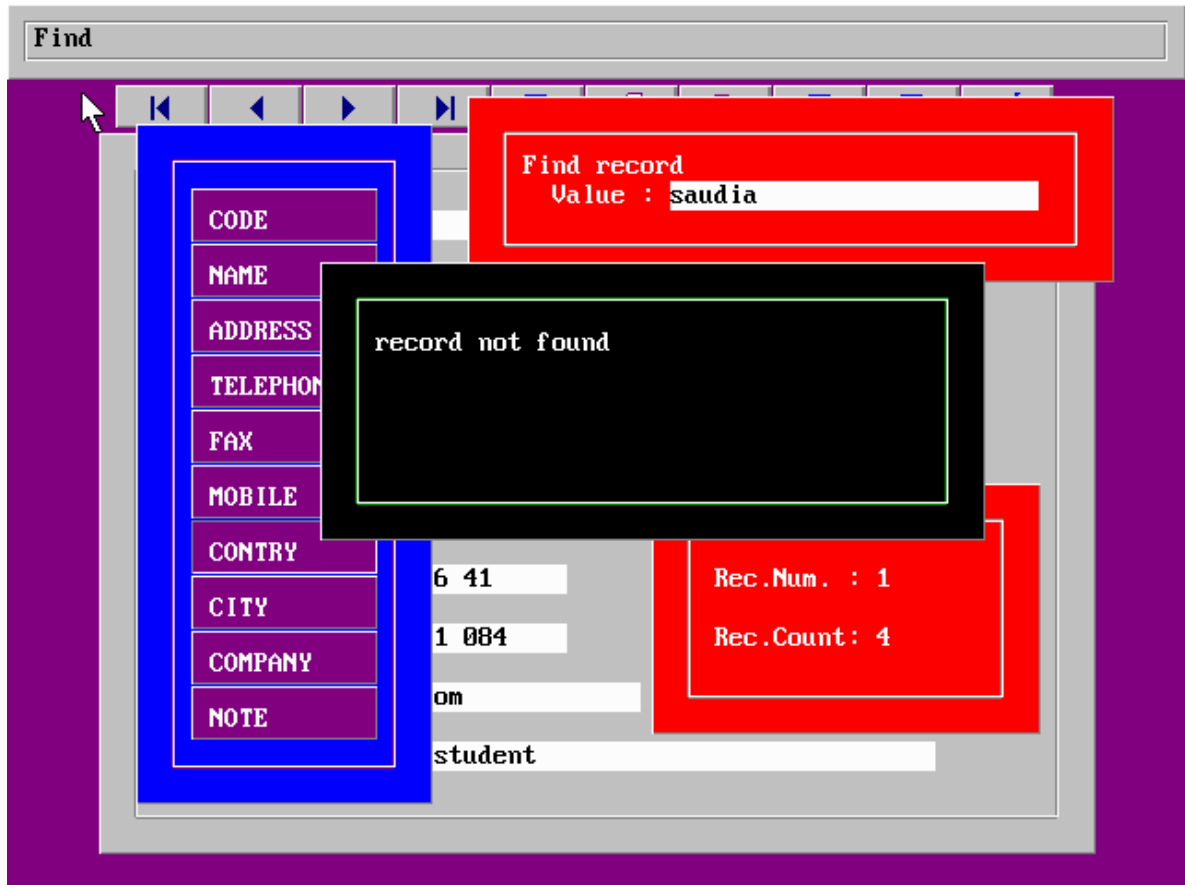 Find
Find record
Value : saudia
CODE
NAME
ADDRESS
record not found
FAX
MOBILE
CONTRY
6 41
Rec.Num. : 1
CITY
1 084
Rec.Count: 4
COMPANY
om
NOTE
student